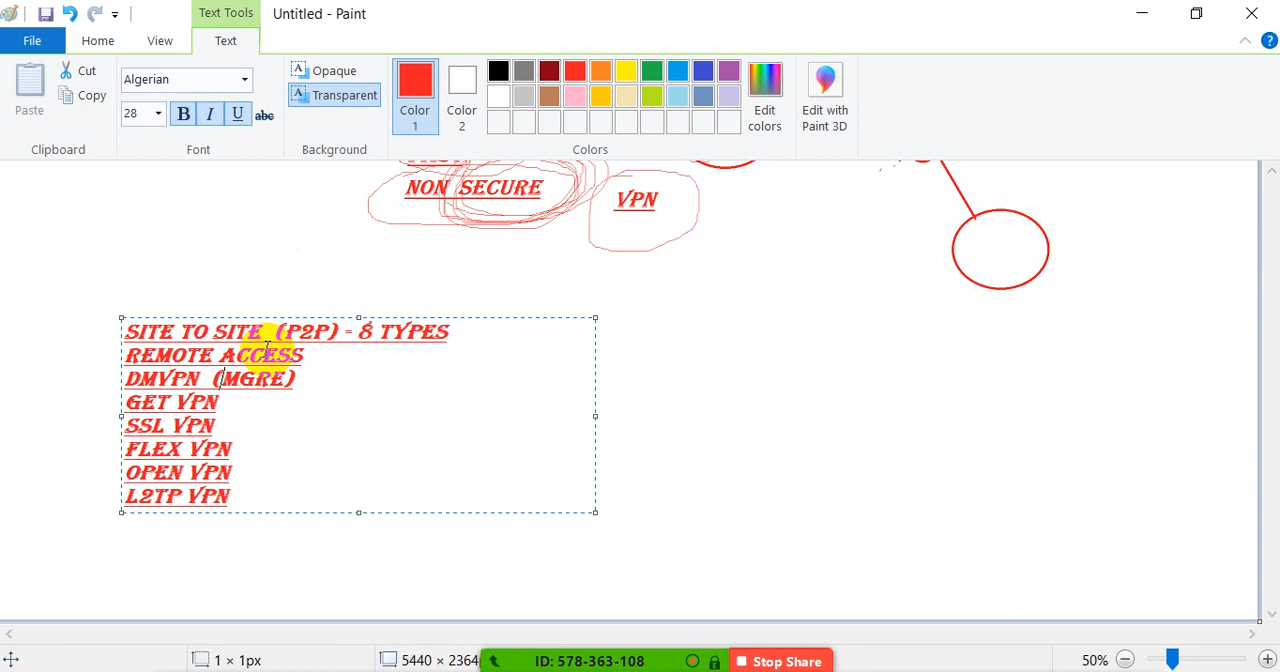 Text Tools
Untitled - Paint
File
Home
View
Text
Paste
Cut
Copy
Clipboard
Algerian
28
B I U abc
Font
Opaque
Transparent
Background
Color 1
Color 2
Edit colors
Colors
Edit with Paint 3D
NON SECURE
VPN
SITE TO SITE (P2P) = 8 TYPES
REMOTE ACCESS
DMVPN (MGRE)
GET VPN
SSL VPN
FLEX VPN
OPEN VPN
L2TP VPN
1 × 1px
5440 × 2364
ID: 578-363-108
Stop Share
50%